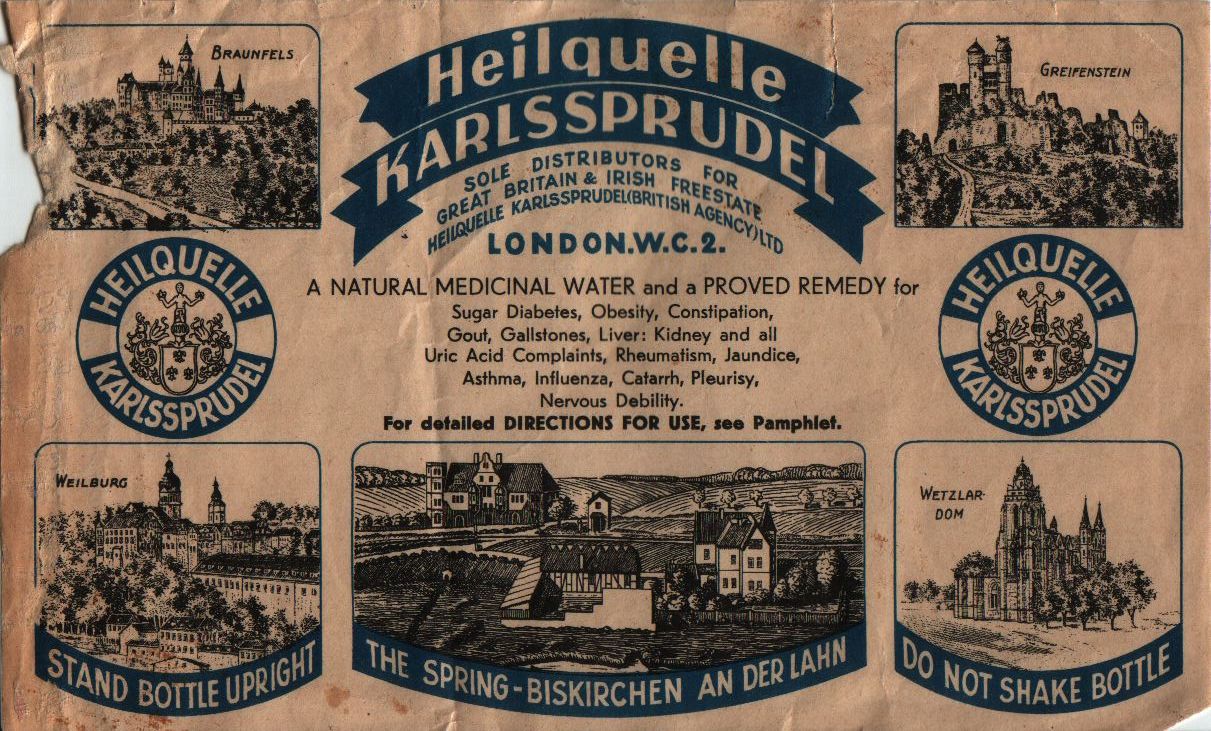 BRAUNFELS
Heilquelle
KARLSSPRUDEL
SOLE DISTRIBUTORS FOR
GREAT BRITAIN & IRISH FREESTATE
HEILQUELLE KARLSSPRUDEL(BRITISH AGENCY)LTD
LONDON.W.C.2.
GREIFENSTEIN
HEILQUELLE
KARLSSPRUDEL
A NATURAL MEDICINAL WATER and a PROVED REMEDY for
Sugar Diabetes, Obesity, Constipation,
Gout, Gallstones, Liver: Kidney and all
Uric Acid Complaints, Rheumatism, Jaundice,
Asthma, Influenza, Catarrh, Pleurisy,
Nervous Debility.
For detailed DIRECTIONS FOR USE, see Pamphlet.
HEILQUELLE
KARLSSPRUDEL
WEILBURG
STAND BOTTLE UPRIGHT
THE SPRING-BISKIRCHEN AN DER LAHN
WETZLAR-
DOM
DO NOT SHAKE BOTTLE